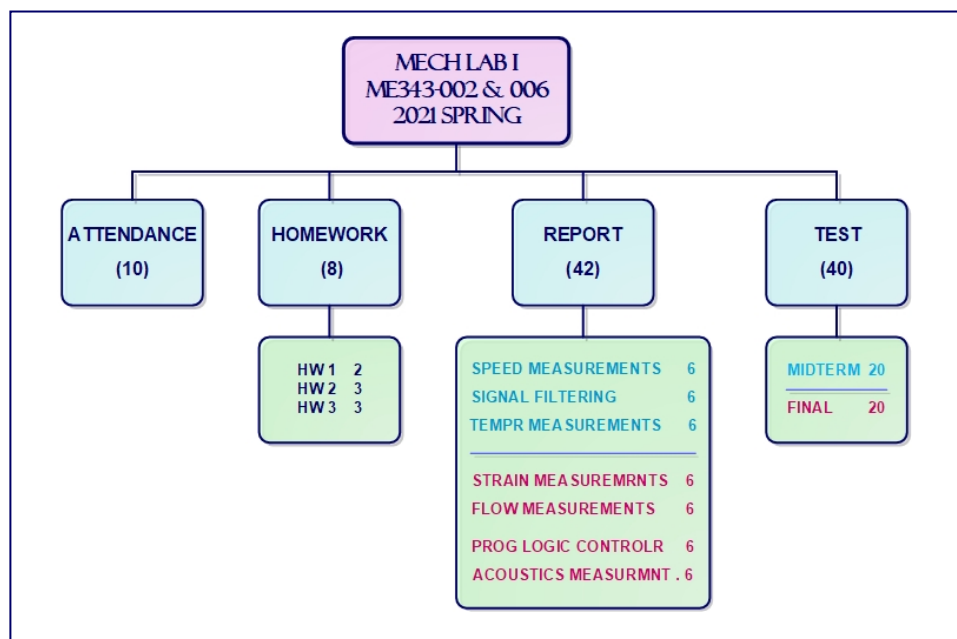 MECH LAB I
ME343-002 & 006
2021 SPRING
ATTENDANCE
(10)
HOMEWORK
(8)
REPORT
(42)
TEST
(40)
HW 1 2
HW 2 3
HW 3 3
SPEED MEASUREMENTS 6
SIGNAL FILTERING 6
TEMPR MEASUREMENTS 6
STRAIN MEASUREMRNTS 6
FLOW MEASUREMENTS 6
PROG LOGIC CONTROLR 6
ACOUSTICS MEASURMNT . 6
MIDTERM 20
FINAL 20